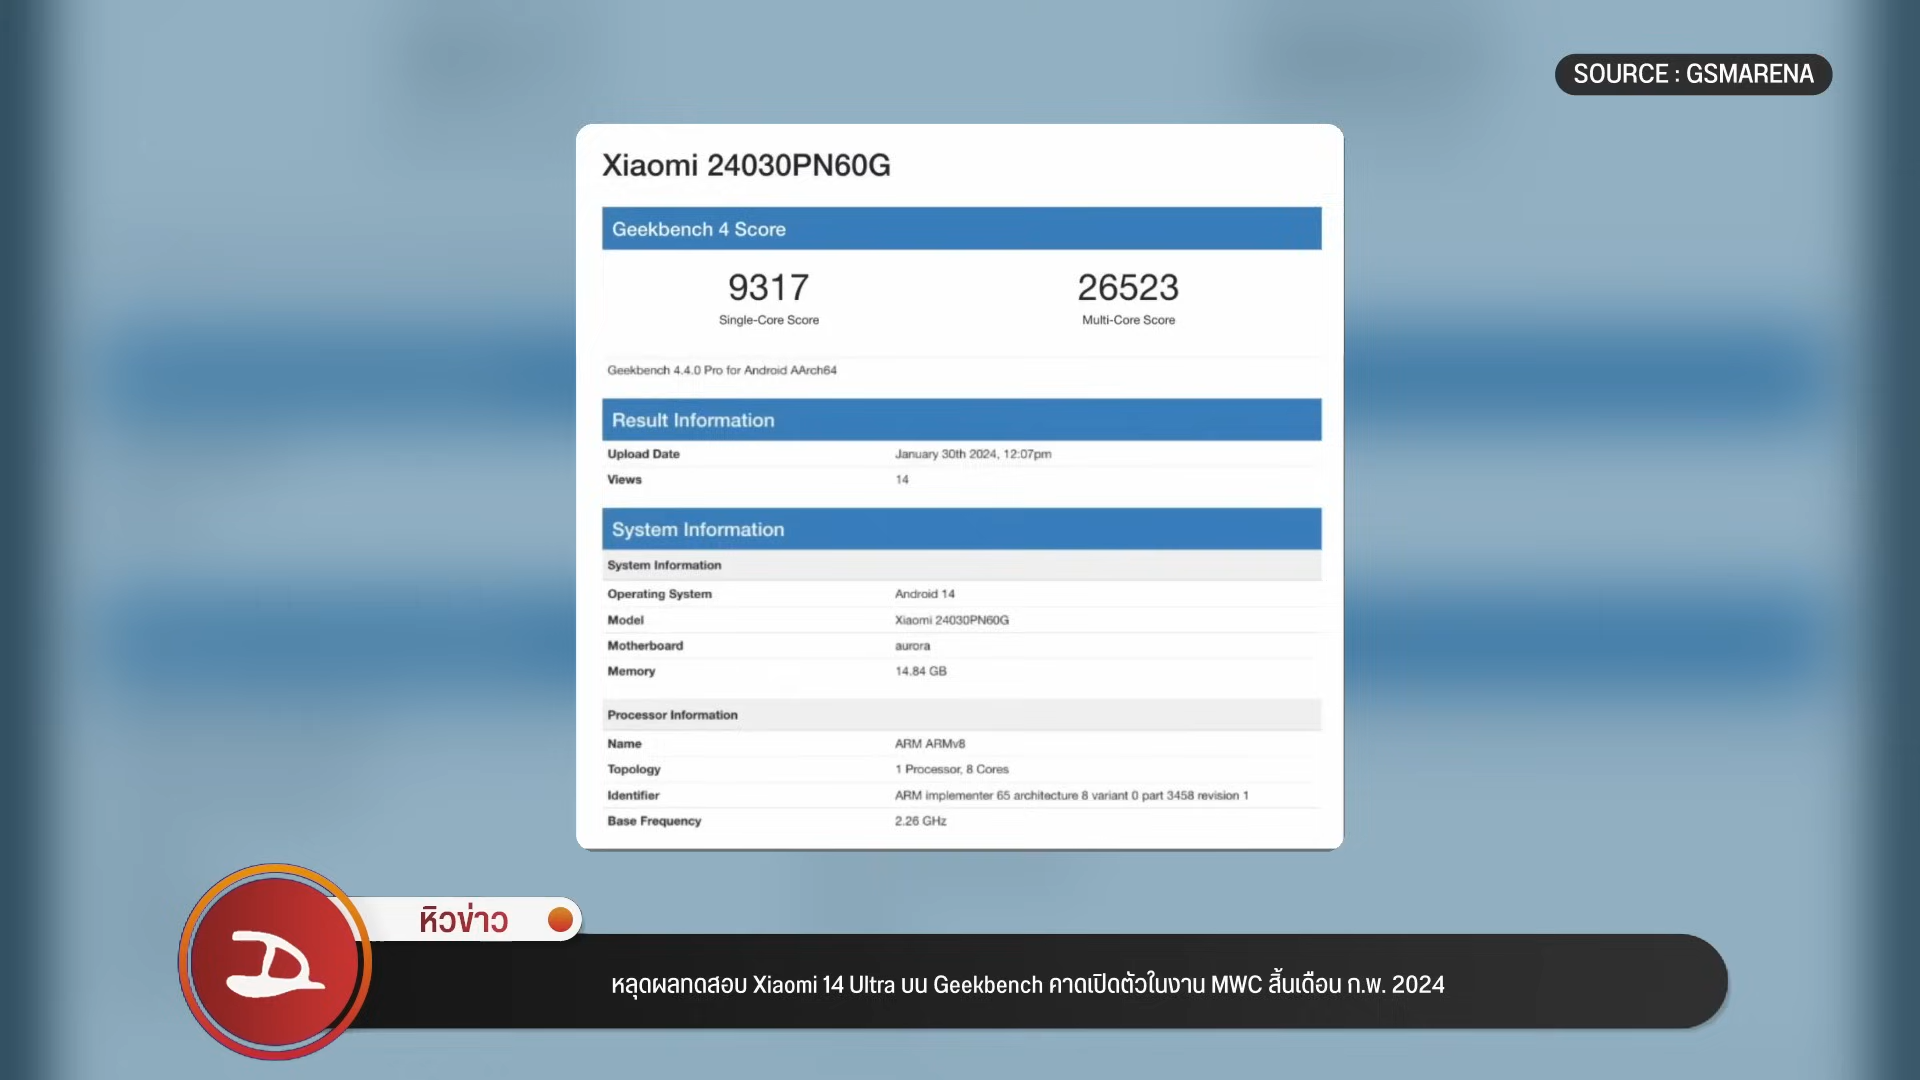 SOURCE : GSMARENA
Xiaomi 24030PN60G
Geekbench 4 Score
9317 26523
Single-Core Score Multi-Core Score
Geekbench 4.4.0 Pro for Android AArch64
Result Information
Upload Date January 30th 2024, 12:07pm
Views 14
System Information
System Information
Operating System Android 14
Model Xiaomi 24030PN60G
Motherboard aurora
Memory 14.84 GB
Processor Information
Name ARM ARMv8
Topology 1 Processor, 8 Cores
Identifier ARM implementer 65 architecture 8 variant 0 part 3458 revision 1
Base Frequency 2.26 GHz
หิวข่าว
หลุดผลทดสอบ Xiaomi 14 Ultra บน Geekbench คาดเปิดตัวในงาน MWC สิ้นเดือน ก.พ. 2024